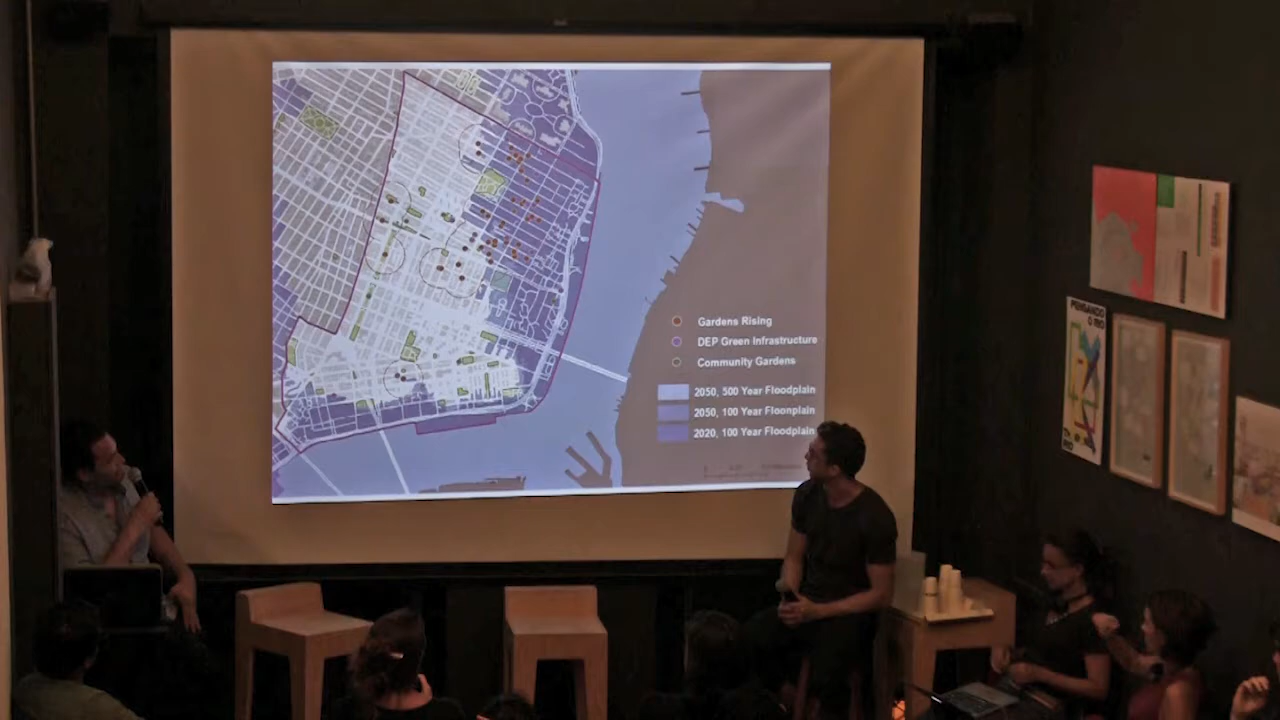 Gardens Rising
DEP Green Infrastructure
Community Gardens
2050, 500 Year Floodplain
2050, 100 Year Floonplain
2020, 100 Year Floodplain
PENSANDO
O RIO